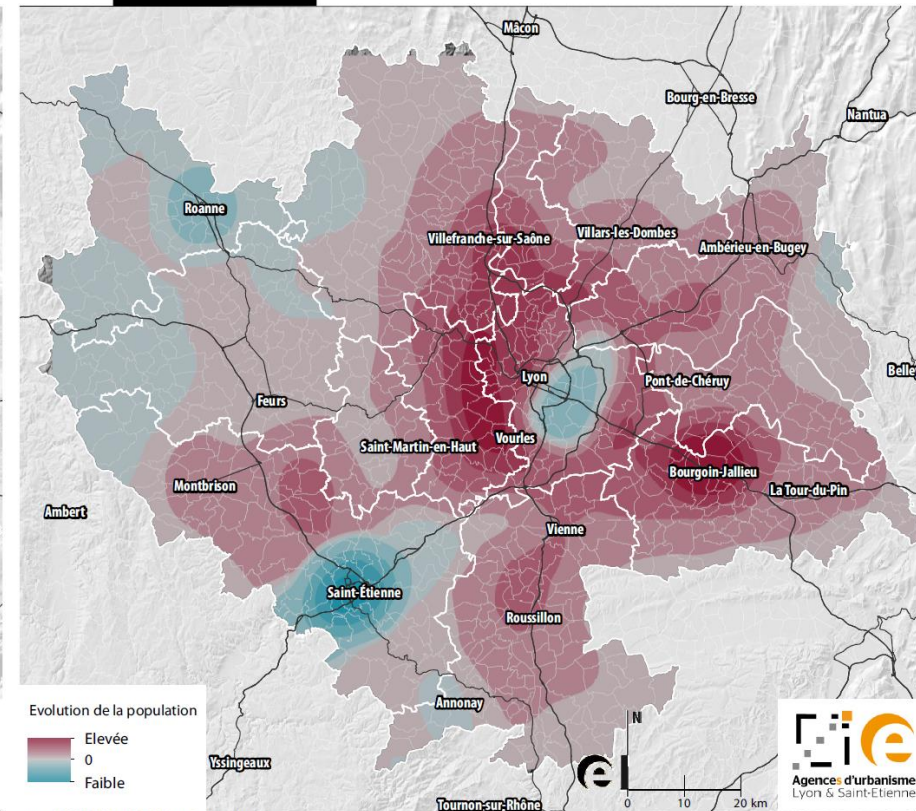 Mâcon
Bourg-en-Bresse
Nantua
Roanne
Villefranche-sur-Saône
Villars-les-Dombes
Ambérieu-en-Bugey
Belle
Lyon
Pont-de-Chéruy
Feurs
Saint-Martin-en-Haut
Vourles
Bourgoin-Jallieu
Montbrison
La Tour-du-Pin
Ambert
Vienne
Saint-Étienne
Roussillon
Annonay
Yssingeaux
Tournon-sur-Rhône
Evolution de la population
Elevée
0
Faible
N
0 10 20 km
e
e
Agences d'urbanisme
Lyon & Saint-Etienne